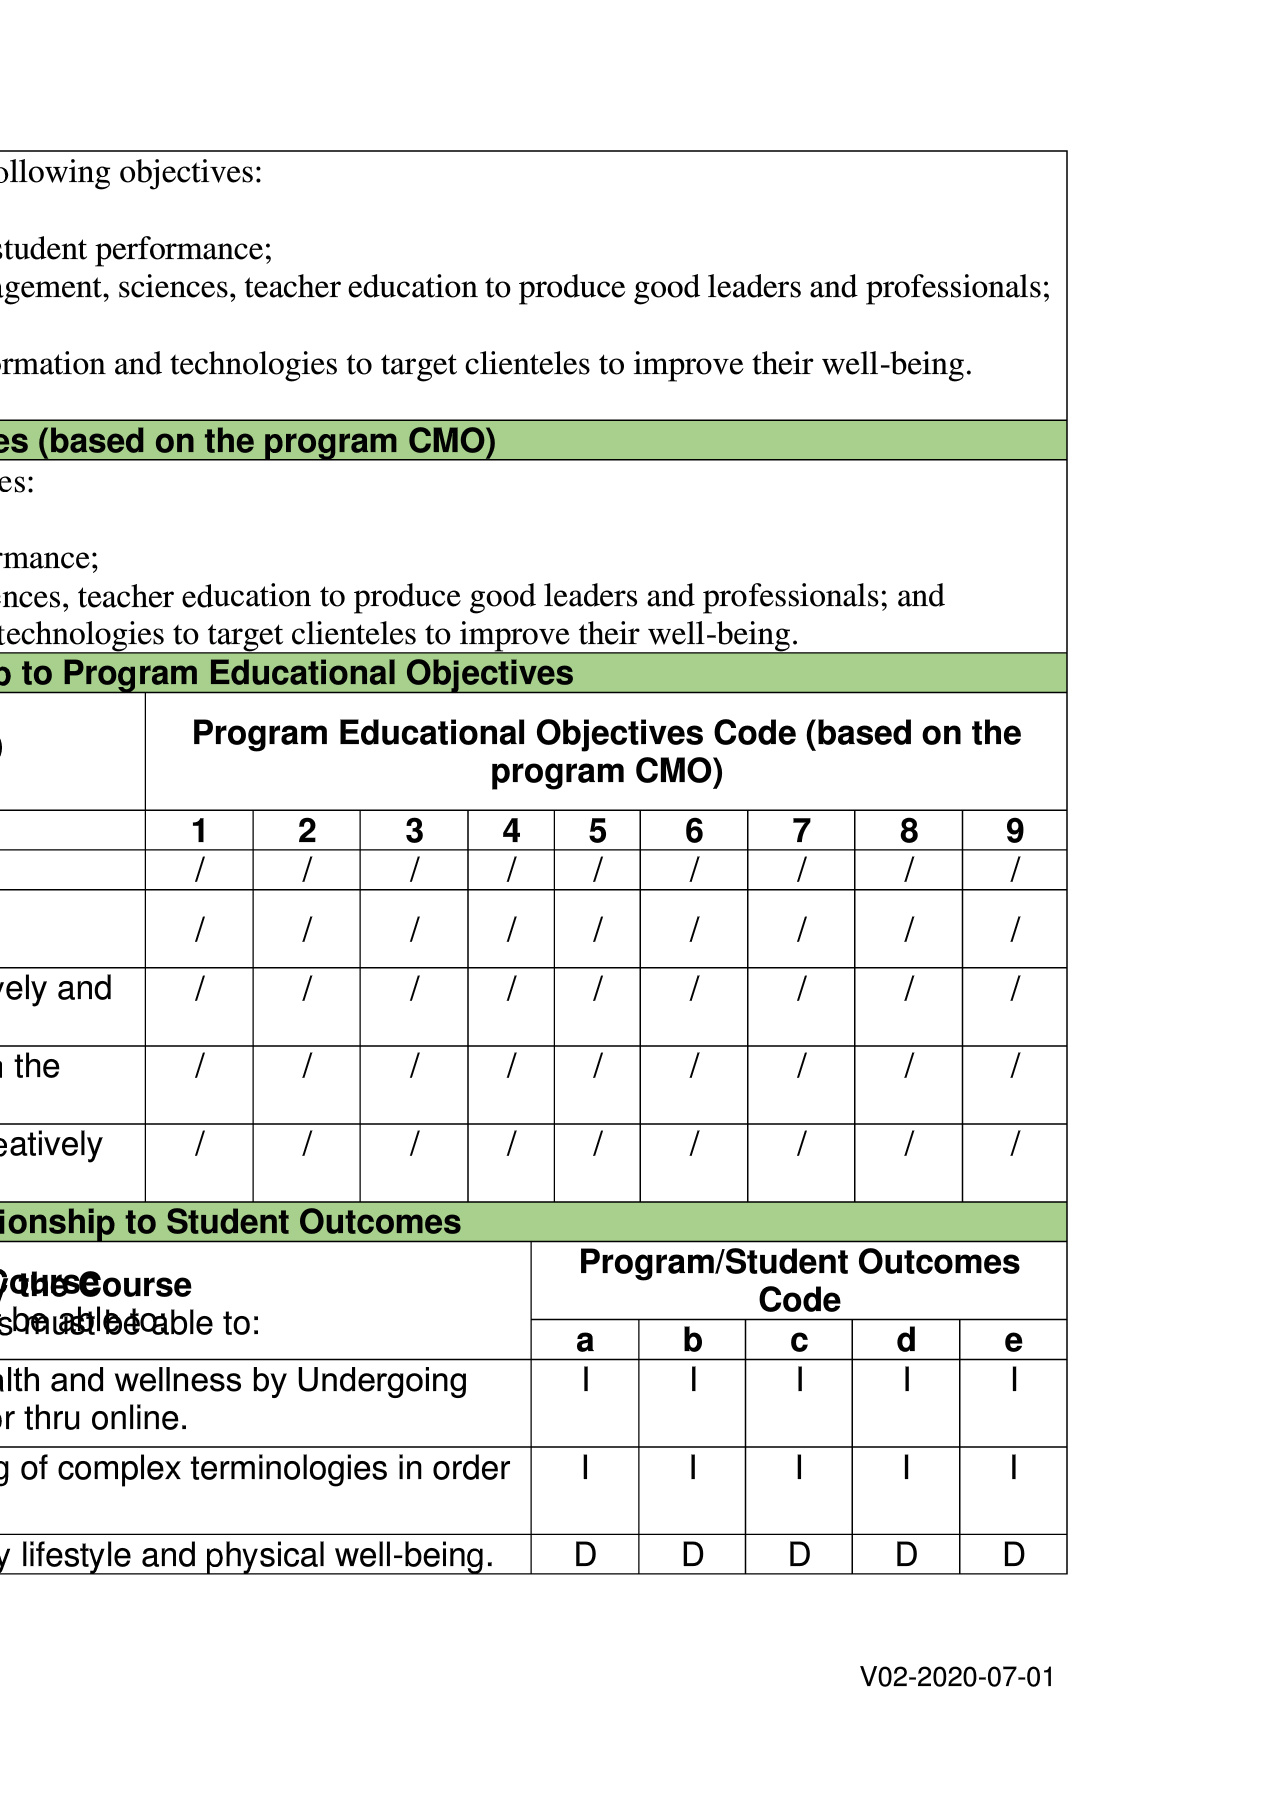 ollowing objectives:
student performance;
agement, sciences, teacher education to produce good leaders and professionals;
ormation and technologies to target clienteles to improve their well-being.
es (based on the program CMO)
es:
rmance;
ences, teacher education to produce good leaders and professionals; and
technologies to target clienteles to improve their well-being.
p to Program Educational Objectives
) Program Educational Objectives Code (based on the
program CMO)
1 2 3 4 5 6 7 8 9
/ / / / / / / / /
/ / / / / / / / /
vely and / / / / / / / / /
n the / / / / / / / / /
eatively / / / / / / / / /
ionship to Student Outcomes
Program/Student Outcomes
Code
Course
y the Course
be able to:
s must be able to:
a b c d e
alth and wellness by Undergoing I I I I I
or thru online.
g of complex terminologies in order I I I I I
y lifestyle and physical well-being. D D D D D
V02-2020-07-01